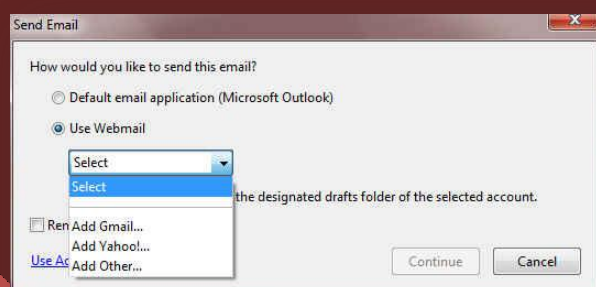 Send Email
How would you like to send this email?
Default email application (Microsoft Outlook)
Use Webmail
Select
Select
the designated drafts folder of the selected account.
Add Gmail...
Add Yahoo!...
Use
Add Other...
Continue
Cancel